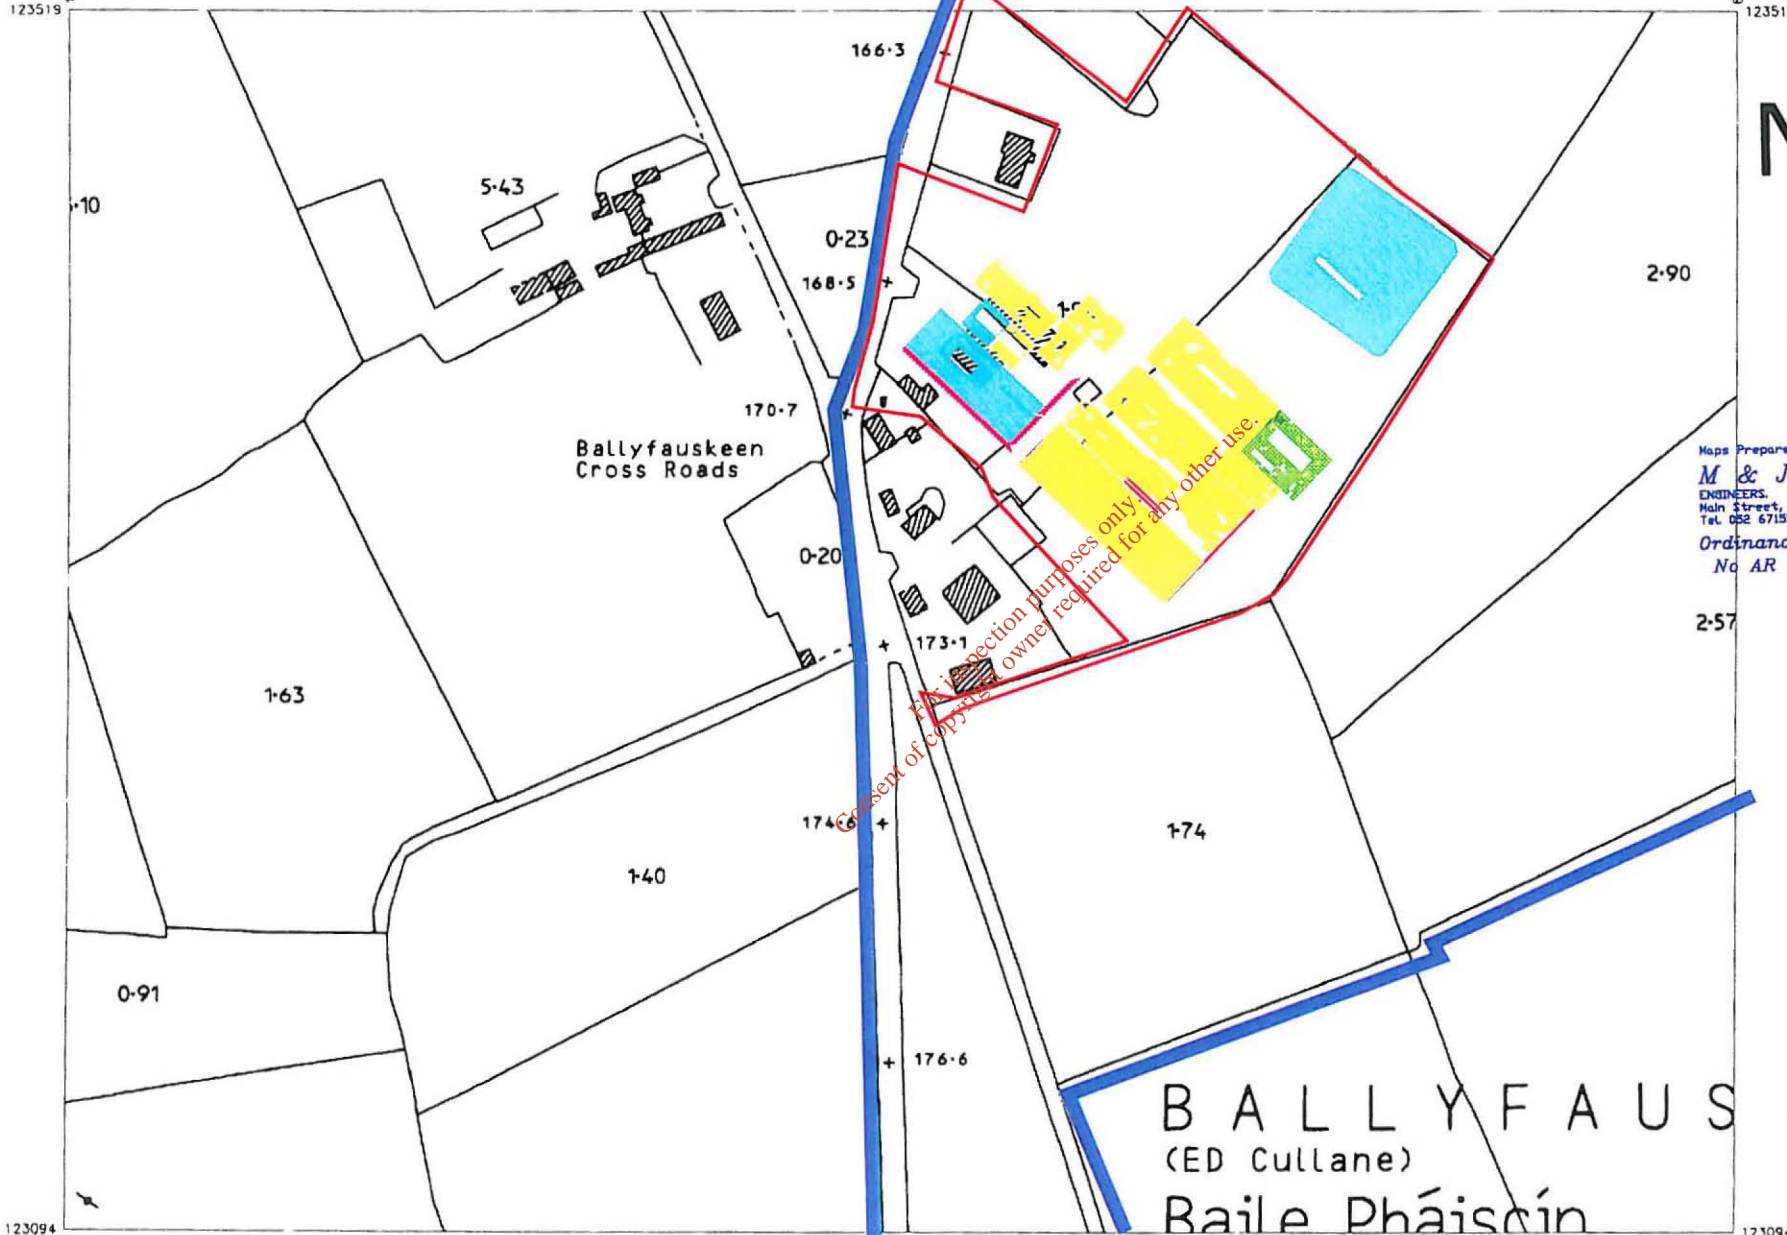 123519
166·3
5·43
·10
0·23
168·5
2·90
170·7
Ballyfauskeen
Cross Roads
Maps Prepare
M & J
ENGINEERS.
Main Street,
Tel. 052 6715
Ordinanc
No AR
0·20
173·1
2·57
1·63
For inspection purposes only.
Consent of copyright owner required for any other use.
174·6
1·74
1·40
0·91
176·6
BALLYFAUS
(ED Cullane)
Baile Pháiscín
123094